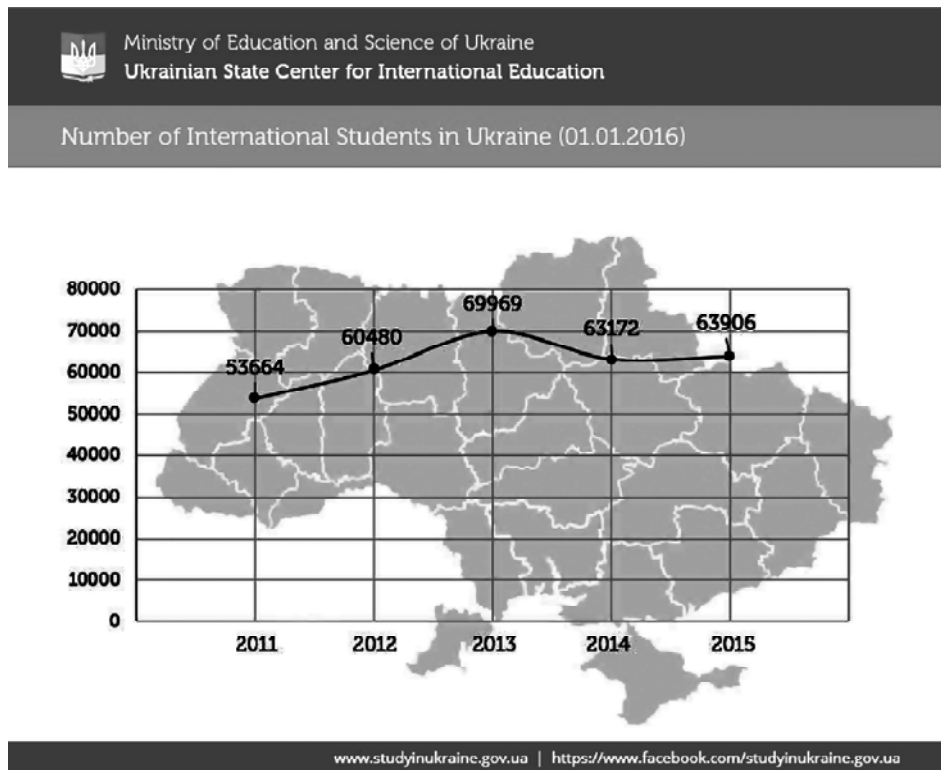 Ministry of Education and Science of Ukraine
Ukrainian State Center for International Education
Number of International Students in Ukraine (01.01.2016)
80000
70000
60000
50000
40000
30000
20000
10000
0
53664
60480
69969
63172
63906
2011 2012 2013 2014 2015
www.studyinukraine.gov.ua | https://www.facebook.com/studyinukraine.gov.ua